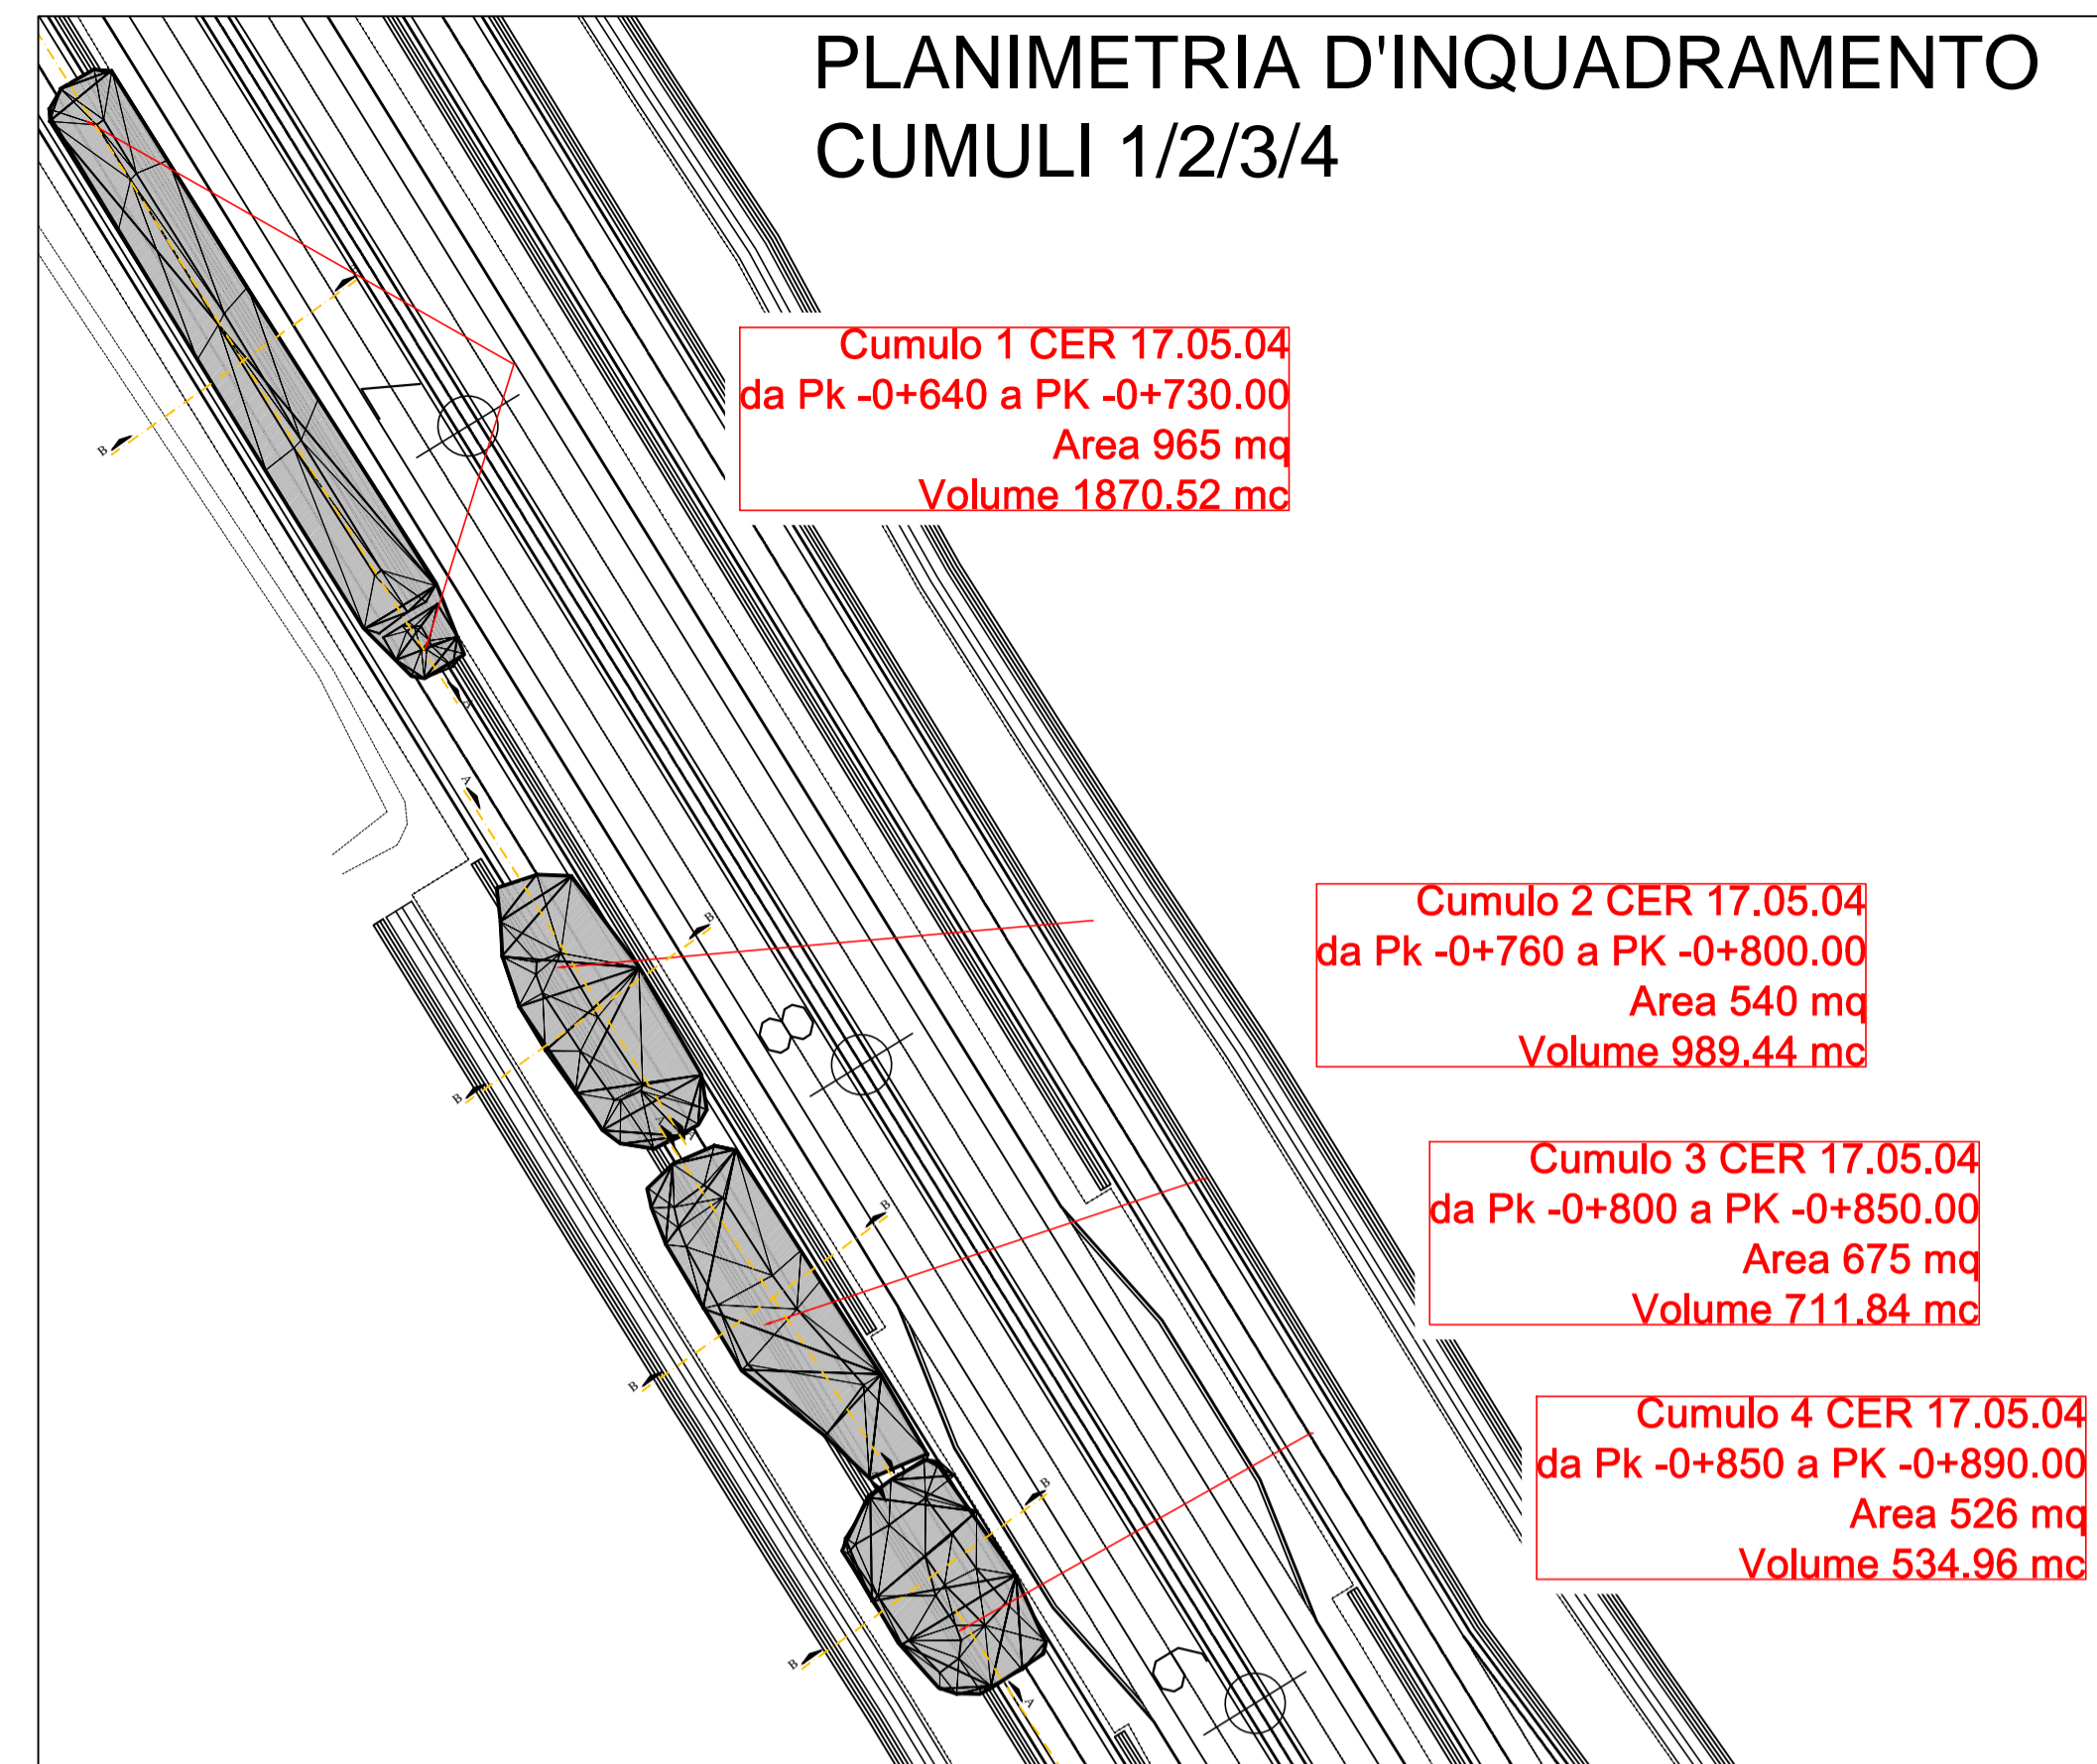 PLANIMETRIA D'INQUADRAMENTO
CUMULI 1/2/3/4
Cumulo 1 CER 17.05.04
da Pk -0+640 a PK -0+730.00
Area 965 mq
Volume 1870.52 mc
B
7
A
A
Cumulo 2 CER 17.05.04
da Pk -0+760 a PK -0+800.00
Area 540 mq
Volume 989.44 mc
B
8
B
Cumulo 3 CER 17.05.04
da Pk -0+800 a PK -0+850.00
Area 675 mq
Volume 711.84 mc
B
B
Cumulo 4 CER 17.05.04
da Pk -0+850 a PK -0+890.00
Area 526 mq
Volume 534.96 mc
B
B
9
A